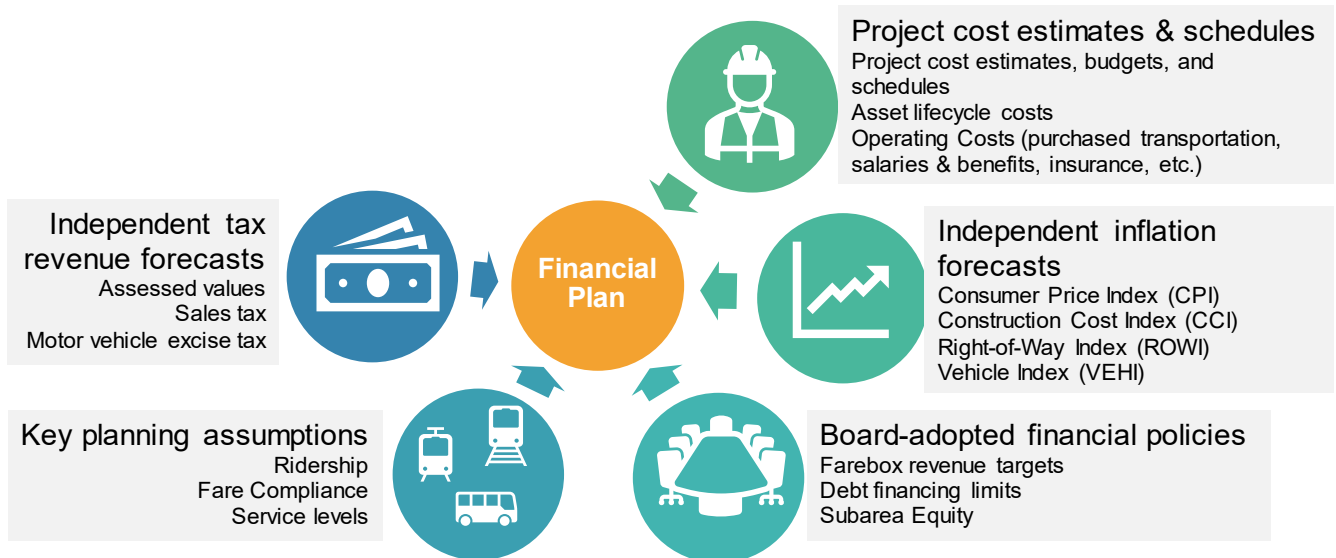 Project cost estimates & schedules
Project cost estimates, budgets, and
schedules
Asset lifecycle costs
Operating Costs (purchased transportation,
salaries & benefits, insurance, etc.)
Independent tax
revenue forecasts
Assessed values
Sales tax
Motor vehicle excise tax
Financial
Plan
Independent inflation
forecasts
Consumer Price Index (CPI)
Construction Cost Index (CCI)
Right-of-Way Index (ROWI)
Vehicle Index (VEHI)
Key planning assumptions
Ridership
Fare Compliance
Service levels
Board-adopted financial policies
Farebox revenue targets
Debt financing limits
Subarea Equity